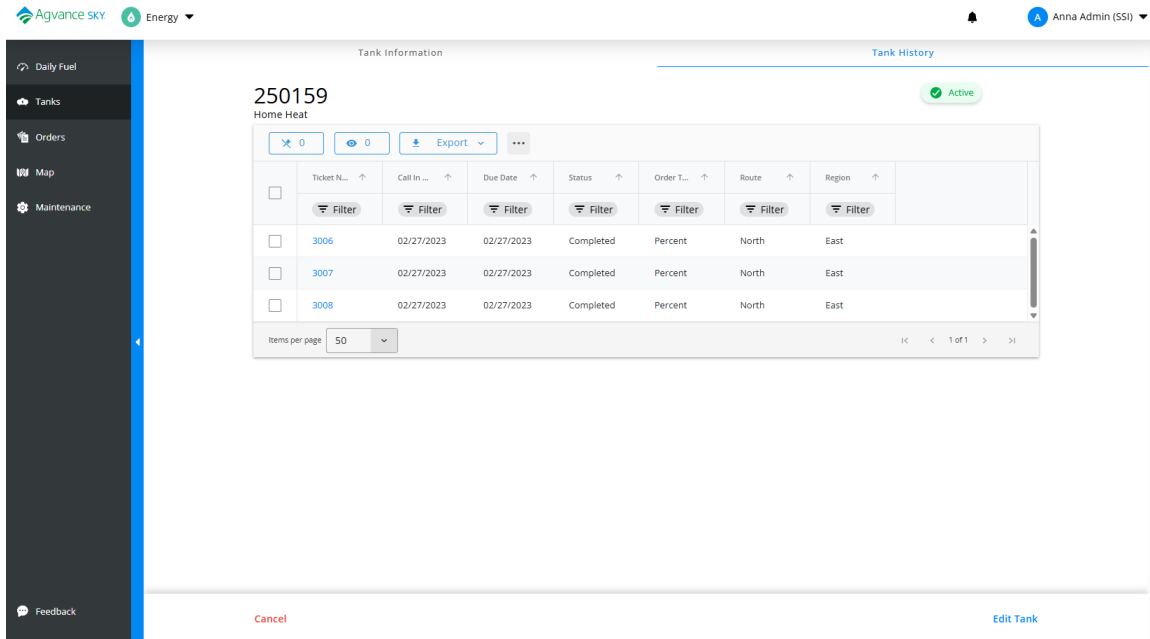 Agvance SKY Energy Anna Admin (SSI)
A
Tank Information Tank History
Daily Fuel
Tanks
Orders
Map
Maintenance
250159 Active
Home Heat
0 0 Export ...
Ticket N... Call In ... Due Date Status Order T... Route Region
Filter Filter Filter Filter Filter Filter Filter
3006 02/27/2023 02/27/2023 Completed Percent North East
3007 02/27/2023 02/27/2023 Completed Percent North East
3008 02/27/2023 02/27/2023 Completed Percent North East
Items per page 50 1 of 1
Feedback
Cancel Edit Tank